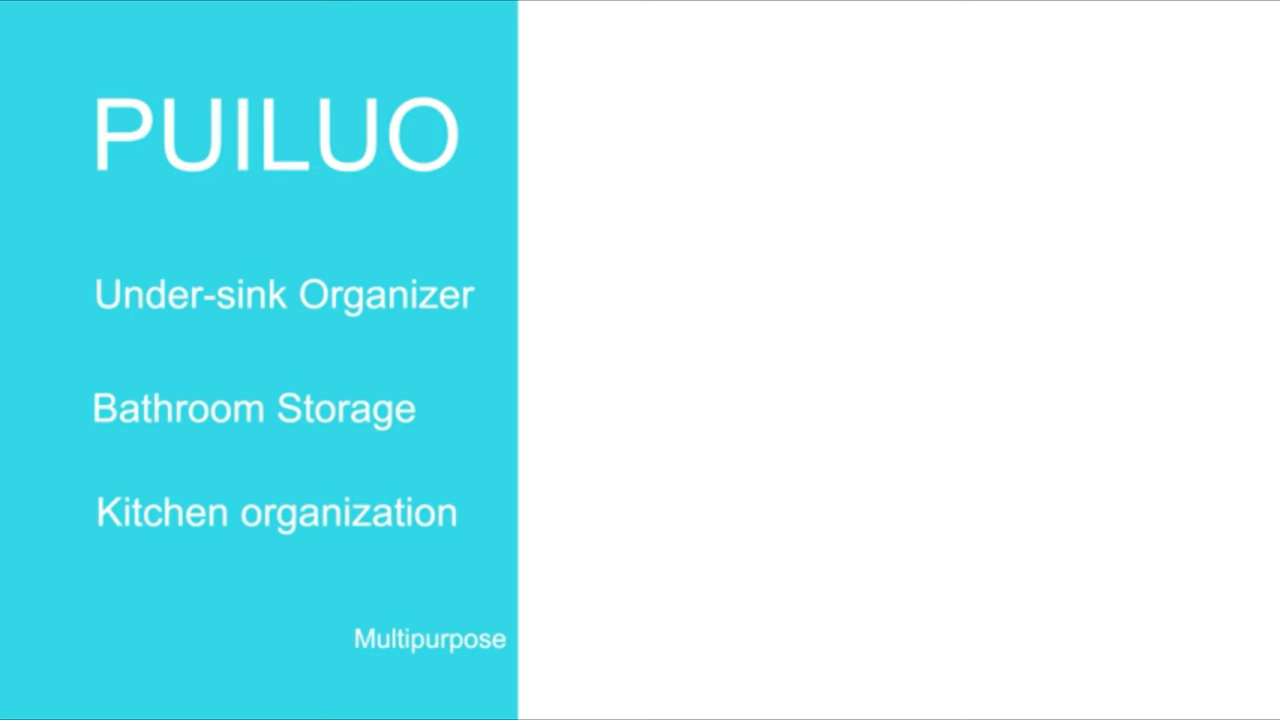 PUILUO
Under-sink Organizer
Bathroom Storage
Kitchen organization
Multipurpose